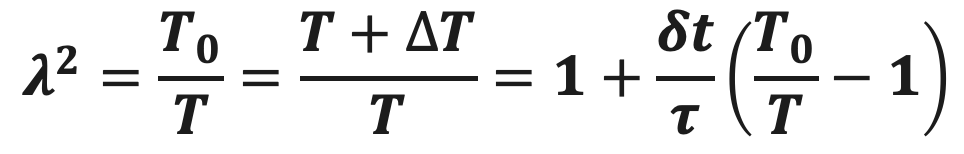 λ² = T₀/T = (T + ΔT)/T = 1 + δt/τ (T₀/T − 1)